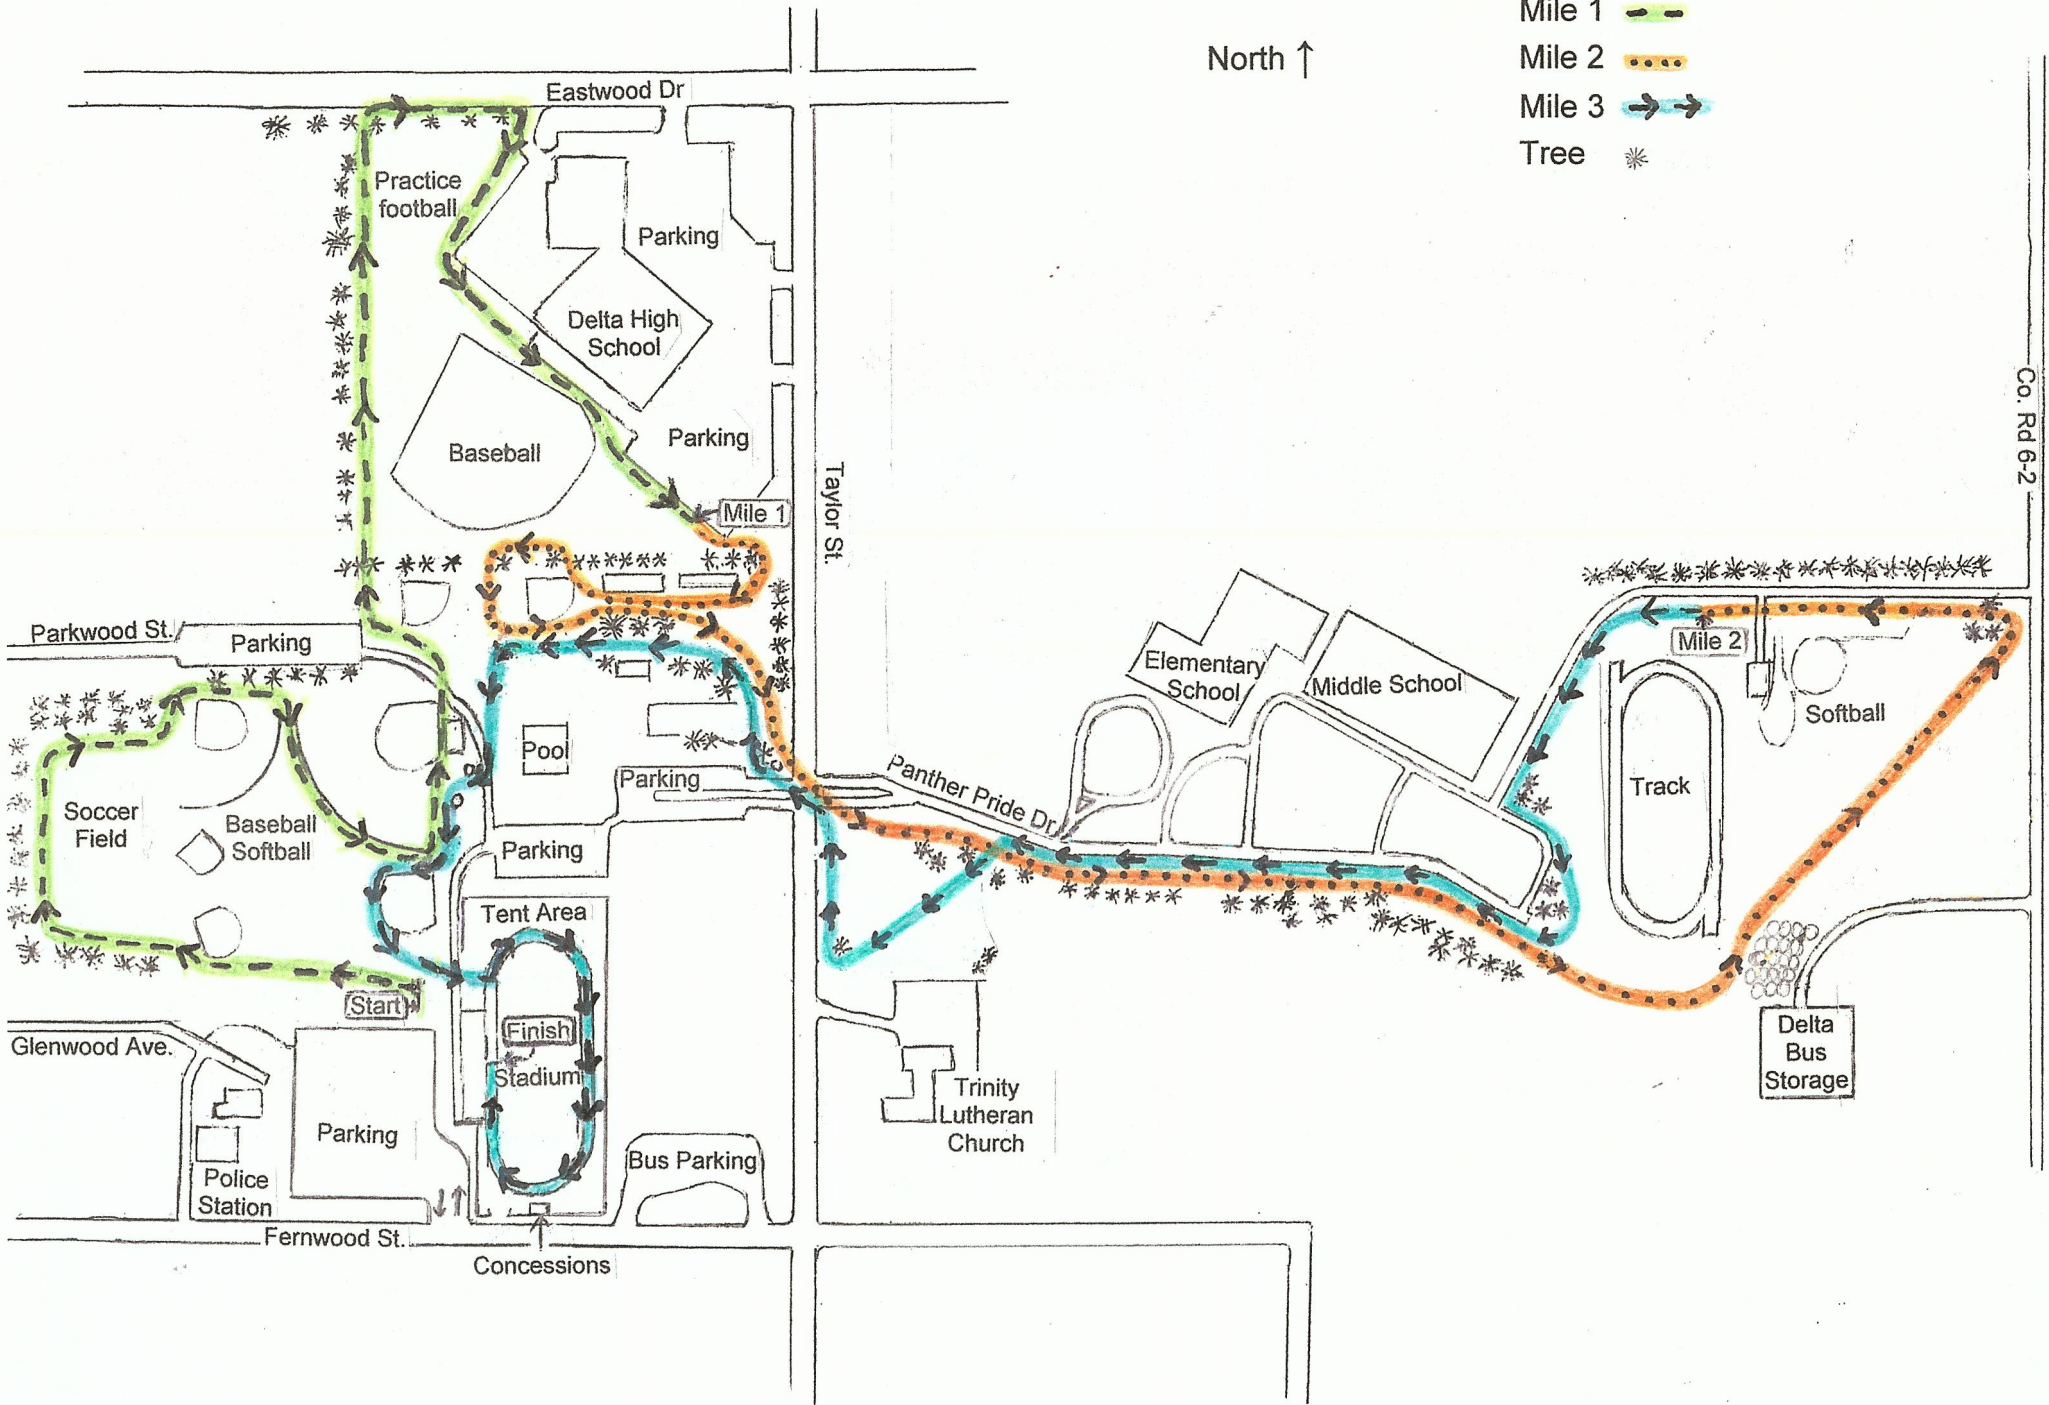 Mile 1
North ↑
Mile 2
Mile 3
Tree
Eastwood Dr
Practice
football
Parking
Delta High
School
Parking
Baseball
Mile 1
Taylor St.
Co. Rd 6-2
Parkwood St.
Parking
Elementary
School
Middle School
Mile 2
Softball
Pool
Parking
Panther Pride Dr.
Track
Soccer
Field
Baseball
Softball
Parking
Tent Area
Start
Finish
Stadium
Glenwood Ave.
Delta
Bus
Storage
Trinity
Lutheran
Church
Parking
Bus Parking
Police
Station
Fernwood St.
Concessions